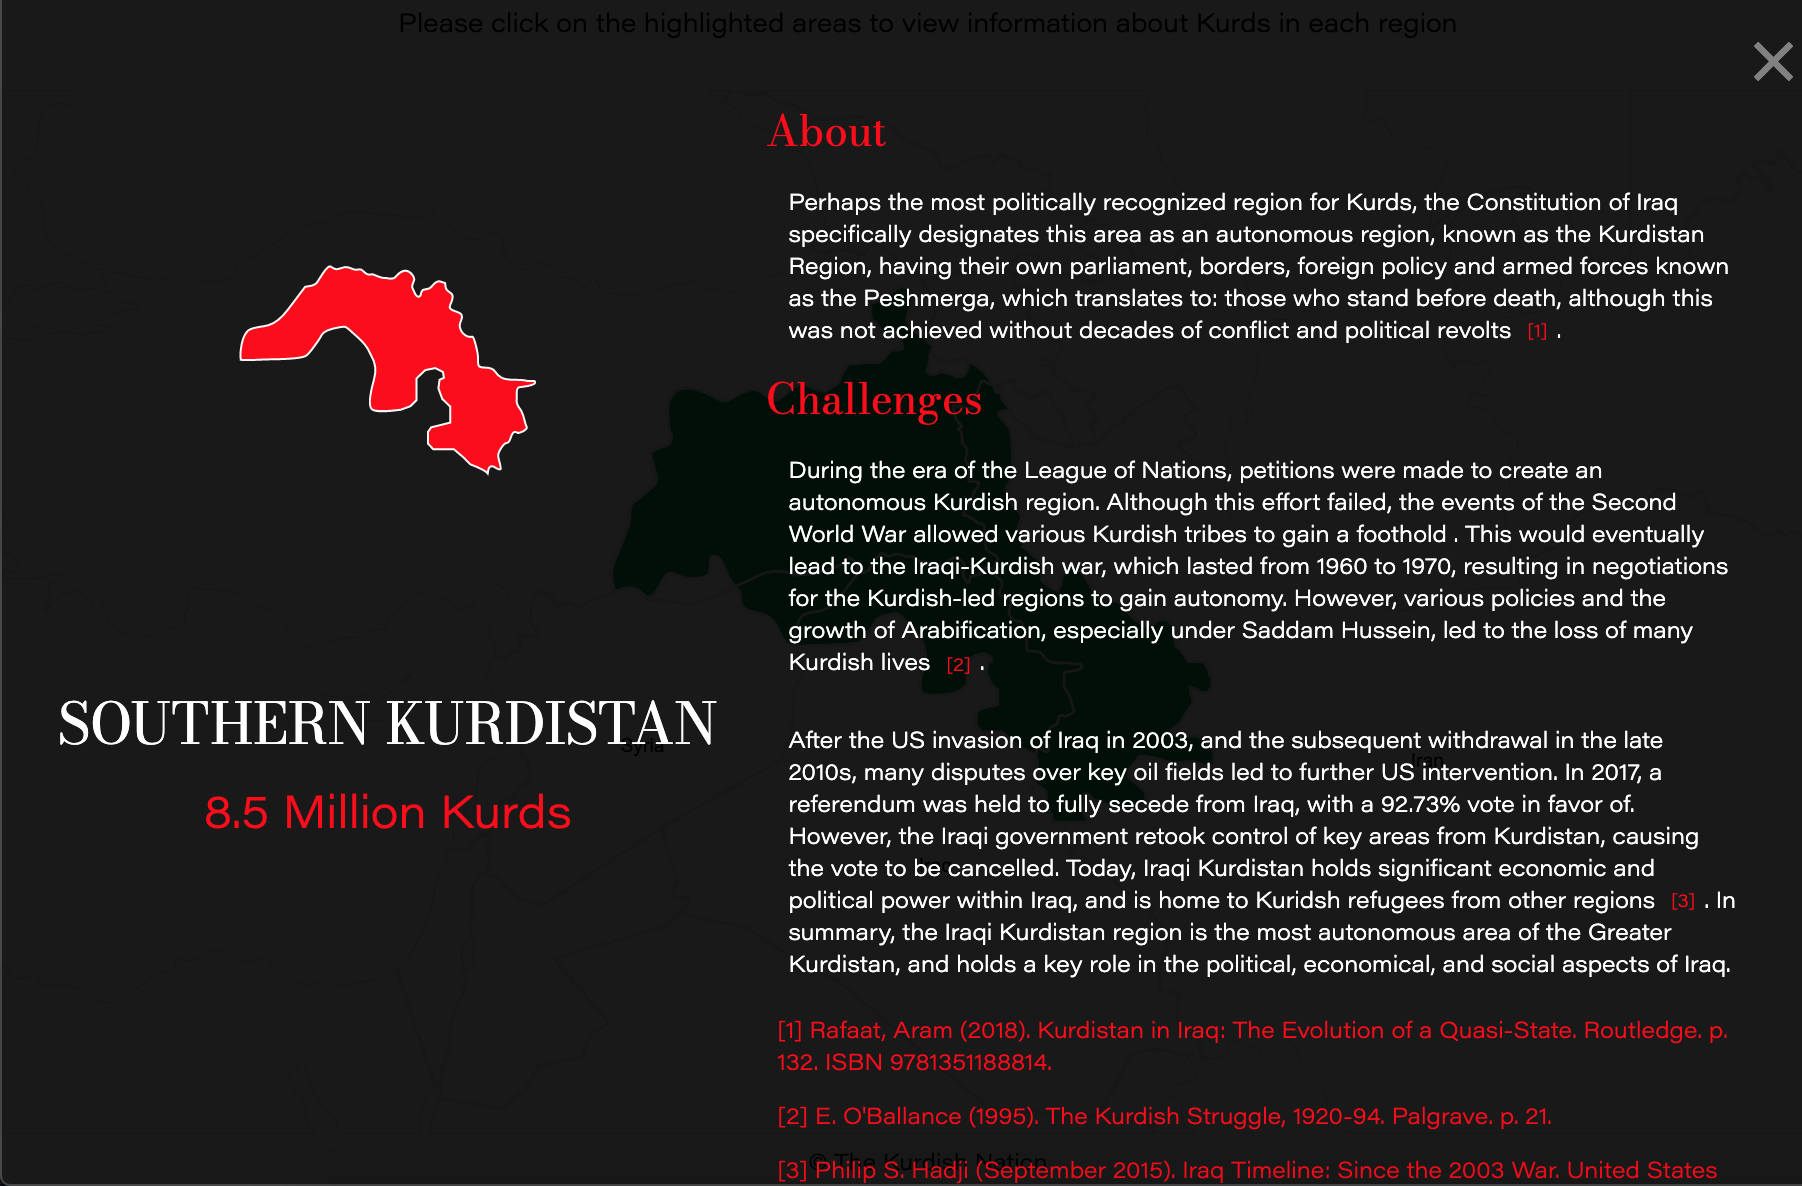 Please click on the highlighted areas to view information about Kurds in each region
About
Perhaps the most politically recognized region for Kurds, the Constitution of Iraq
specifically designates this area as an autonomous region, known as the Kurdistan
Region, having their own parliament, borders, foreign policy and armed forces known
as the Peshmerga, which translates to: those who stand before death, although this
was not achieved without decades of conflict and political revolts [1] .
Challenges
During the era of the League of Nations, petitions were made to create an
autonomous Kurdish region. Although this effort failed, the events of the Second
World War allowed various Kurdish tribes to gain a foothold . This would eventually
lead to the Iraqi-Kurdish war, which lasted from 1960 to 1970, resulting in negotiations
for the Kurdish-led regions to gain autonomy. However, various policies and the
growth of Arabification, especially under Saddam Hussein, led to the loss of many
Kurdish lives [2] .
SOUTHERN KURDISTAN
Syria
8.5 Million Kurds
After the US invasion of Iraq in 2003, and the subsequent withdrawal in the late
2010s, many disputes over key oil fields led to further US intervention. In 2017, a
referendum was held to fully secede from Iraq, with a 92.73% vote in favor of.
However, the Iraqi government retook control of key areas from Kurdistan, causing
the vote to be cancelled. Today, Iraqi Kurdistan holds significant economic and
political power within Iraq, and is home to Kuridsh refugees from other regions [3] . In
summary, the Iraqi Kurdistan region is the most autonomous area of the Greater
Kurdistan, and holds a key role in the political, economical, and social aspects of Iraq.
Iran
[1] Rafaat, Aram (2018). Kurdistan in Iraq: The Evolution of a Quasi-State. Routledge. p.
132. ISBN 9781351188814.
[2] E. O'Ballance (1995). The Kurdish Struggle, 1920-94. Palgrave. p. 21.
© The Kurdish Nation
[3] Philip S. Hadji (September 2015). Iraq Timeline: Since the 2003 War. United States